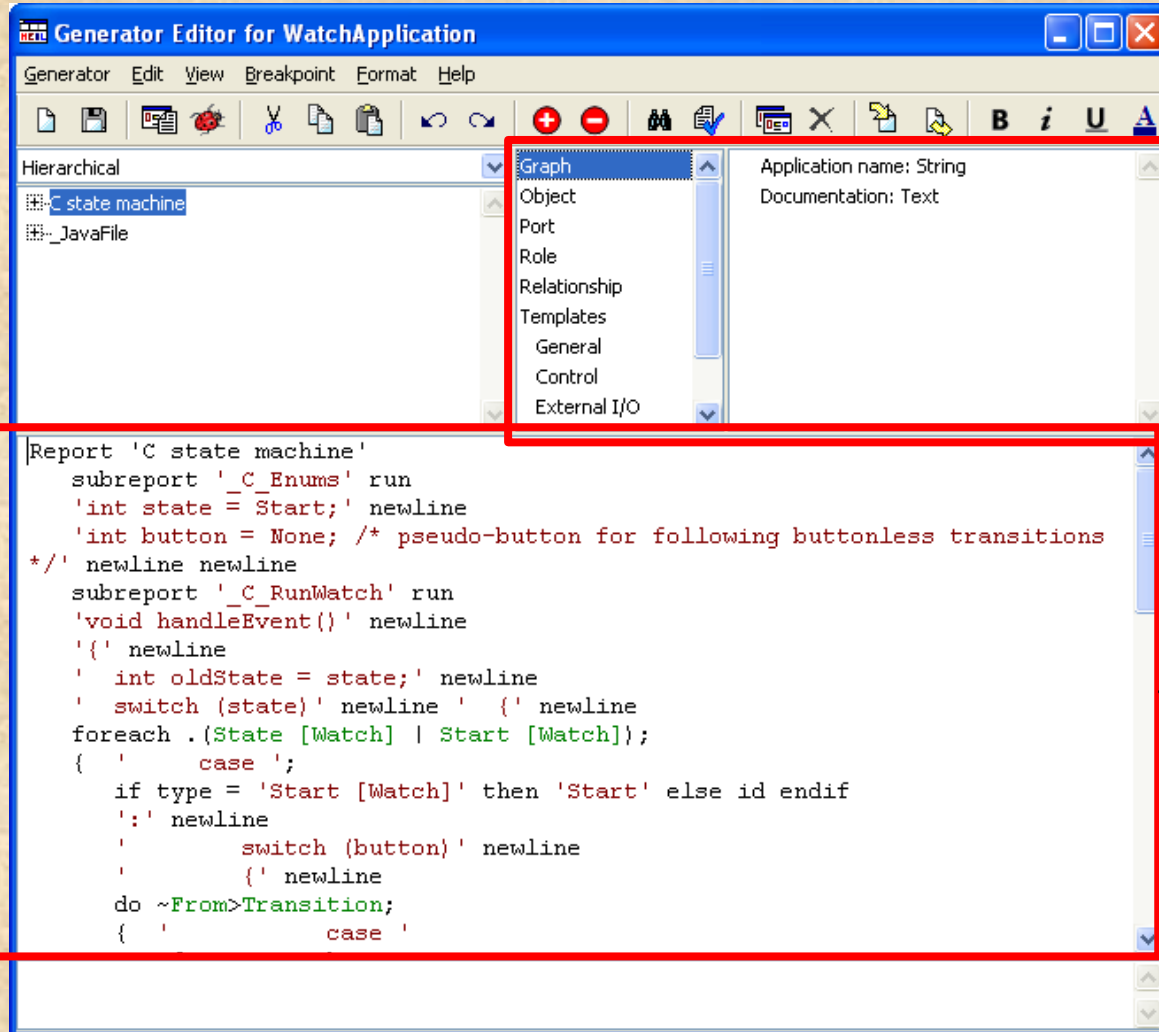 Generator Editor for WatchApplication
Generator Edit View Breakpoint Format Help
B i U A
Hierarchical
C state machine
_JavaFile
Graph
Object
Port
Role
Relationship
Templates
General
Control
External I/O
Application name: String
Documentation: Text
Report 'C state machine'
subreport '_C_Enums' run
'int state = Start;' newline
'int button = None; /* pseudo-button for following buttonless transitions
*/' newline newline
subreport '_C_RunWatch' run
'void handleEvent()' newline
'{' newline
'  int oldState = state;' newline
'  switch (state)' newline '  {' newline
foreach .(State [Watch] | Start [Watch]);
{  '    case ';
if type = 'Start [Watch]' then 'Start' else id endif
':' newline
'      switch (button)' newline
'      {' newline
do ~From>Transition;
{  '        case '